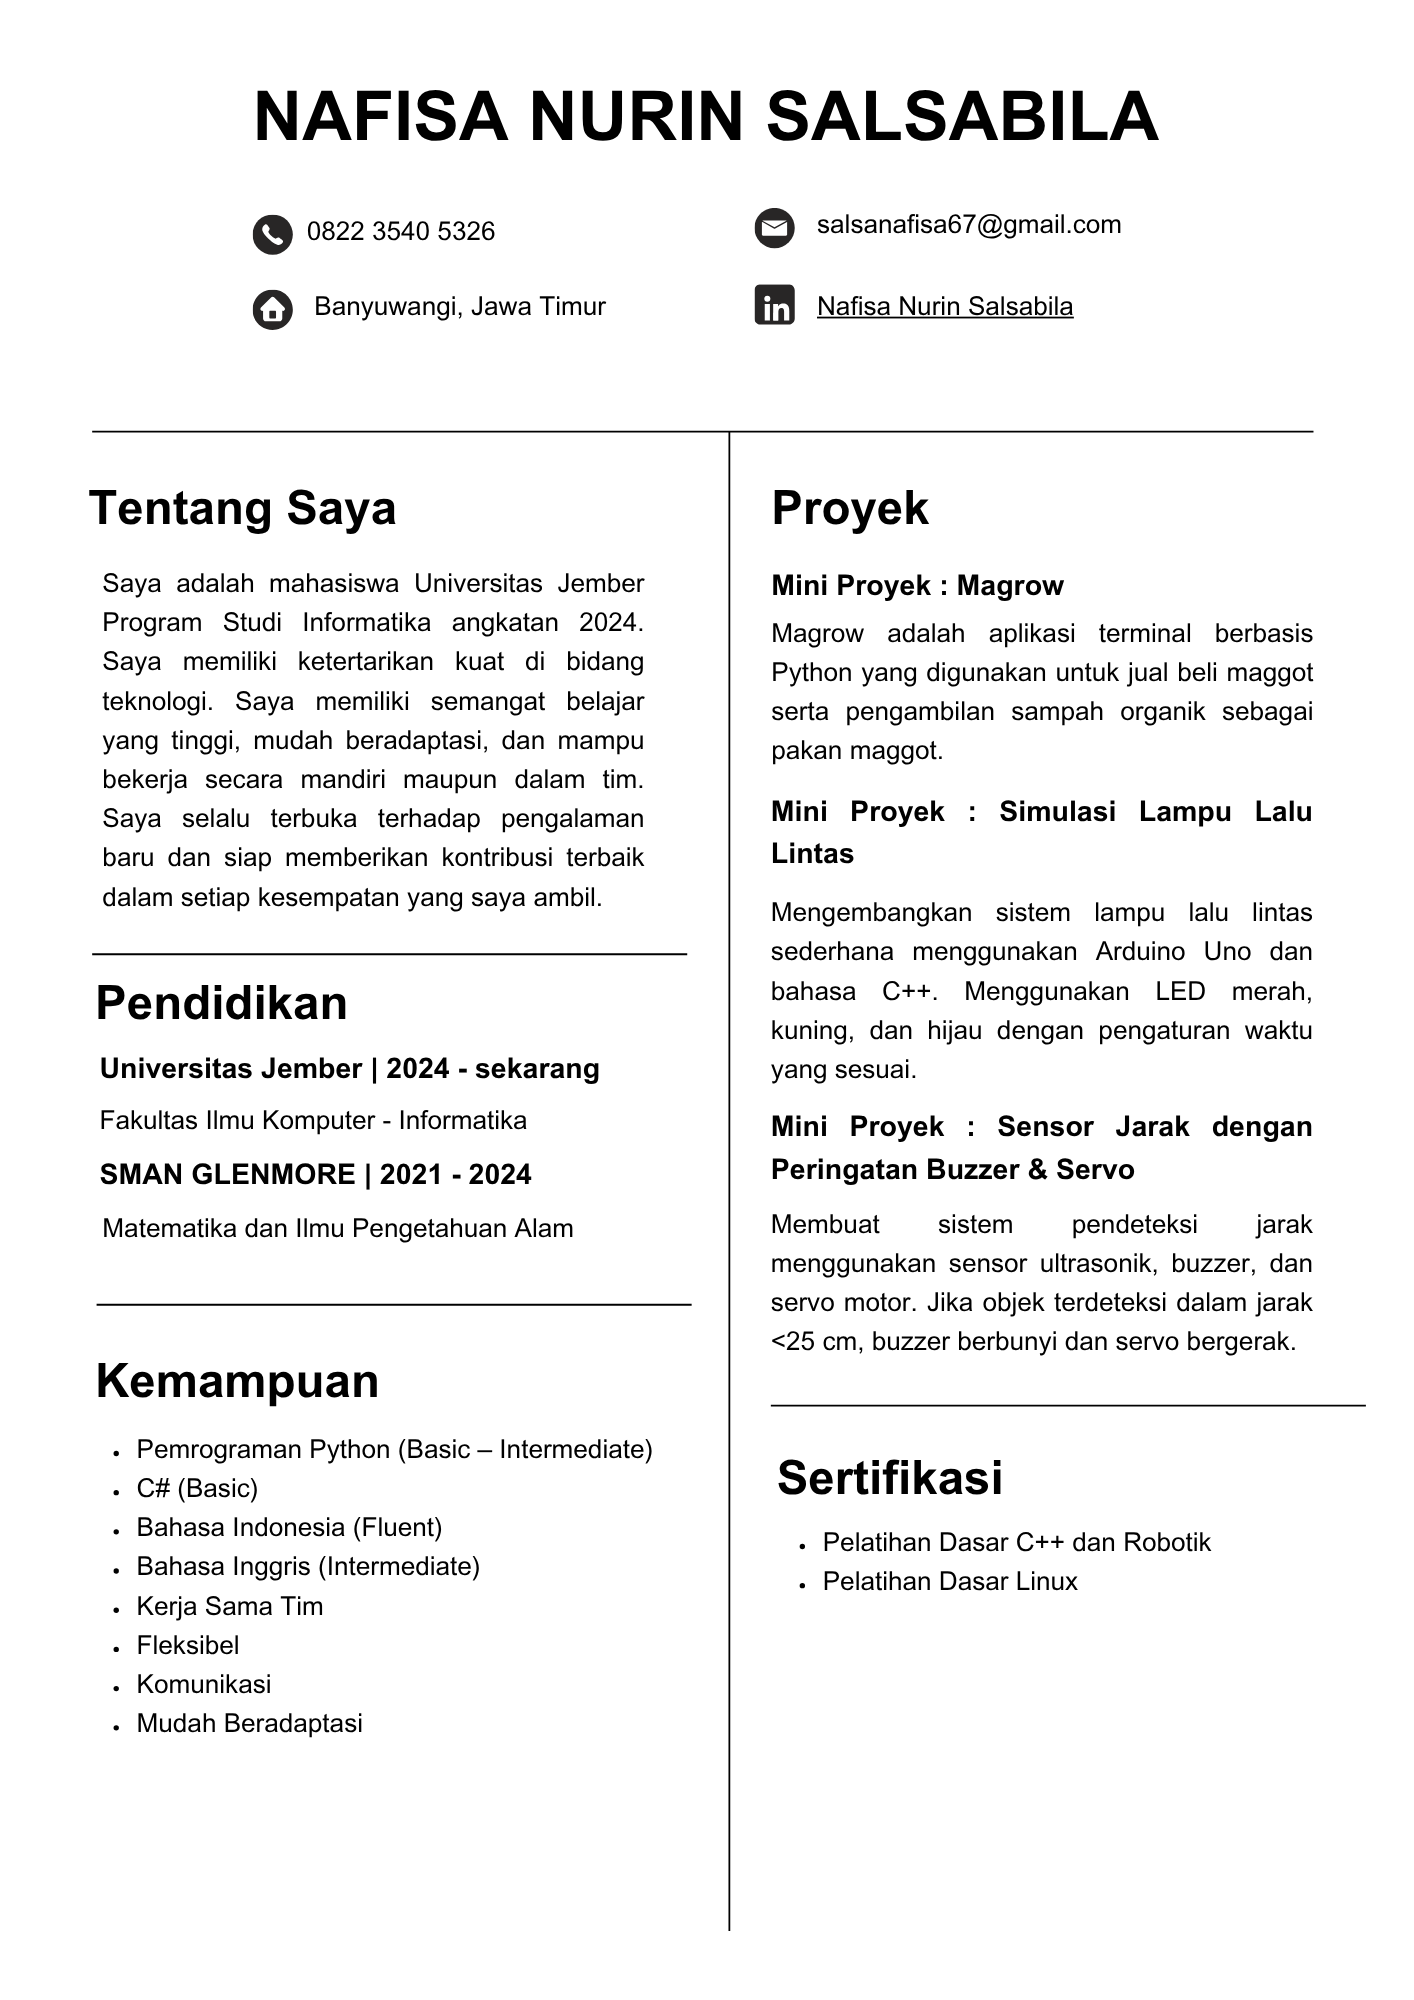 NAFISA NURIN SALSABILA
0822 3540 5326
salsanafisa67@gmail.com
Banyuwangi, Jawa Timur
Nafisa Nurin Salsabila
Tentang Saya
Saya adalah mahasiswa Universitas Jember
Program Studi Informatika angkatan 2024.
Saya memiliki ketertarikan kuat di bidang
teknologi. Saya memiliki semangat belajar
yang tinggi, mudah beradaptasi, dan mampu
bekerja secara mandiri maupun dalam tim.
Saya selalu terbuka terhadap pengalaman
baru dan siap memberikan kontribusi terbaik
dalam setiap kesempatan yang saya ambil.
Pendidikan
Universitas Jember | 2024 - sekarang
Fakultas Ilmu Komputer - Informatika
SMAN GLENMORE | 2021 - 2024
Matematika dan Ilmu Pengetahuan Alam
Kemampuan
• Pemrograman Python (Basic – Intermediate)
• C# (Basic)
• Bahasa Indonesia (Fluent)
• Bahasa Inggris (Intermediate)
• Kerja Sama Tim
• Fleksibel
• Komunikasi
• Mudah Beradaptasi
Proyek
Mini Proyek : Magrow
Magrow adalah aplikasi terminal berbasis
Python yang digunakan untuk jual beli maggot
serta pengambilan sampah organik sebagai
pakan maggot.
Mini Proyek : Simulasi Lampu Lalu
Lintas
Mengembangkan sistem lampu lalu lintas
sederhana menggunakan Arduino Uno dan
bahasa C++. Menggunakan LED merah,
kuning, dan hijau dengan pengaturan waktu
yang sesuai.
Mini Proyek : Sensor Jarak dengan
Peringatan Buzzer & Servo
Membuat sistem pendeteksi jarak
menggunakan sensor ultrasonik, buzzer, dan
servo motor. Jika objek terdeteksi dalam jarak
<25 cm, buzzer berbunyi dan servo bergerak.
Sertifikasi
• Pelatihan Dasar C++ dan Robotik
• Pelatihan Dasar Linux